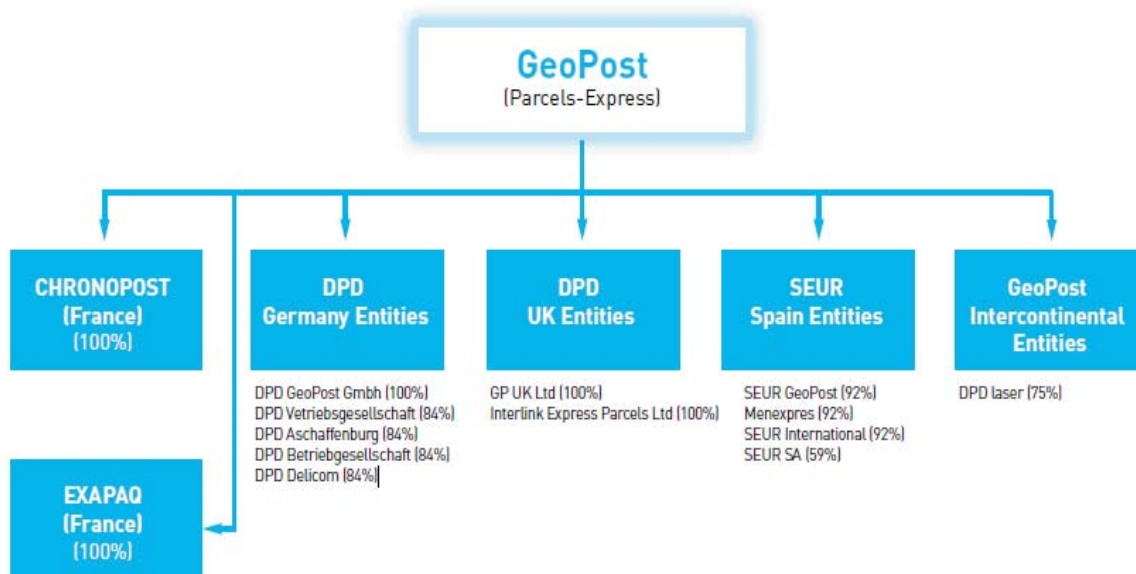 GeoPost
(Parcels-Express)
CHRONOPOST
(France)
(100%)
DPD
Germany Entities
DPD
UK Entities
SEUR
Spain Entities
GeoPost
Intercontinental
Entities
DPD GeoPost Gmbh (100%)
DPD Vetriebsgesellschaft (84%)
DPD Aschaffenburg (84%)
DPD Betriebgesellschaft (84%)
DPD Delicom (84%)
GP UK Ltd (100%)
Interlink Express Parcels Ltd (100%)
SEUR GeoPost (92%)
Menexpres (92%)
SEUR International (92%)
SEUR SA (59%)
DPD laser (75%)
EXAPAQ
(France)
(100%)